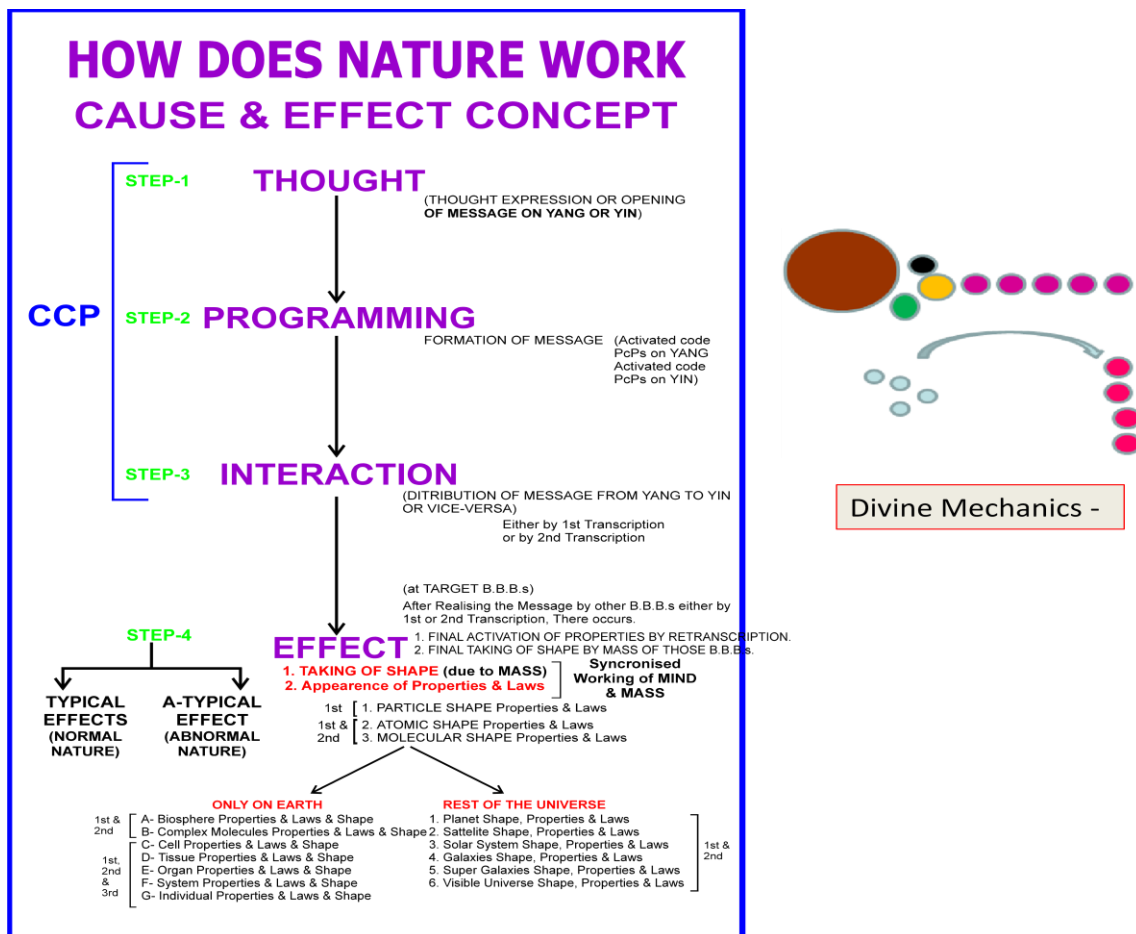 HOW DOES NATURE WORK
CAUSE & EFFECT CONCEPT
CCP
STEP-1
THOUGHT
(THOUGHT EXPRESSION OR OPENING
OF MESSAGE ON YANG OR YIN)
STEP-2
PROGRAMMING
FORMATION OF MESSAGE (Activated code
PcPs on YANG
Activated code
PcPs on YIN)
STEP-3
INTERACTION
(DITRIBUTION OF MESSAGE FROM YANG TO YIN
OR VICE-VERSA)
Either by 1st Transcription
or by 2nd Transcription
(at TARGET B.B.B.s)
After Realising the Message by other B.B.B.s either by
1st or 2nd Transcription, There occurs.
STEP-4
EFFECT
1. FINAL ACTIVATION OF PROPERTIES BY RETRANSCRIPTION.
2. FINAL TAKING OF SHAPE BY MASS OF THOSE B.B.B's.
1. TAKING OF SHAPE (due to MASS)
2. Appearence of Properties & Laws
Syncronised
Working of MIND
& MASS
TYPICAL
EFFECTS
(NORMAL
NATURE)
A-TYPICAL
EFFECT
(ABNORMAL
NATURE)
1st
1. PARTICLE SHAPE Properties & Laws
1st &
2nd
2. ATOMIC SHAPE Properties & Laws
3. MOLECULAR SHAPE Properties & Laws
ONLY ON EARTH
1st &
2nd
A- Biosphere Properties & Laws & Shape
B- Complex Molecules Properties & Laws & Shape
1st,
2nd
&
3rd
C- Cell Properties & Laws & Shape
D- Tissue Properties & Laws & Shape
E- Organ Properties & Laws & Shape
F- System Properties & Laws & Shape
G- Individual Properties & Laws & Shape
REST OF THE UNIVERSE
1. Planet Shape, Properties & Laws
2. Sattelite Shape, Properties & Laws
3. Solar System Shape, Properties & Laws
4. Galaxies Shape, Properties & Laws
5. Super Galaxies Shape, Properties & Laws
6. Visible Universe Shape, Properties & Laws
1st &
2nd
Divine Mechanics -